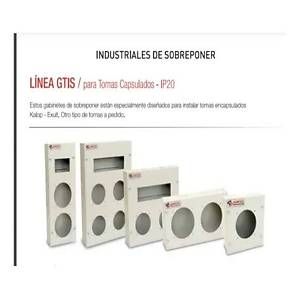 INDUSTRIALES DE SOBREPONER
LÍNEA GTIS / para Tomas Capsulados - IP20
Estos gabinetes de sobreponer están especialmente diseñados para instalar tomas encapsulados
Kalop - Exult, Otro tipo de tomas a pedido.